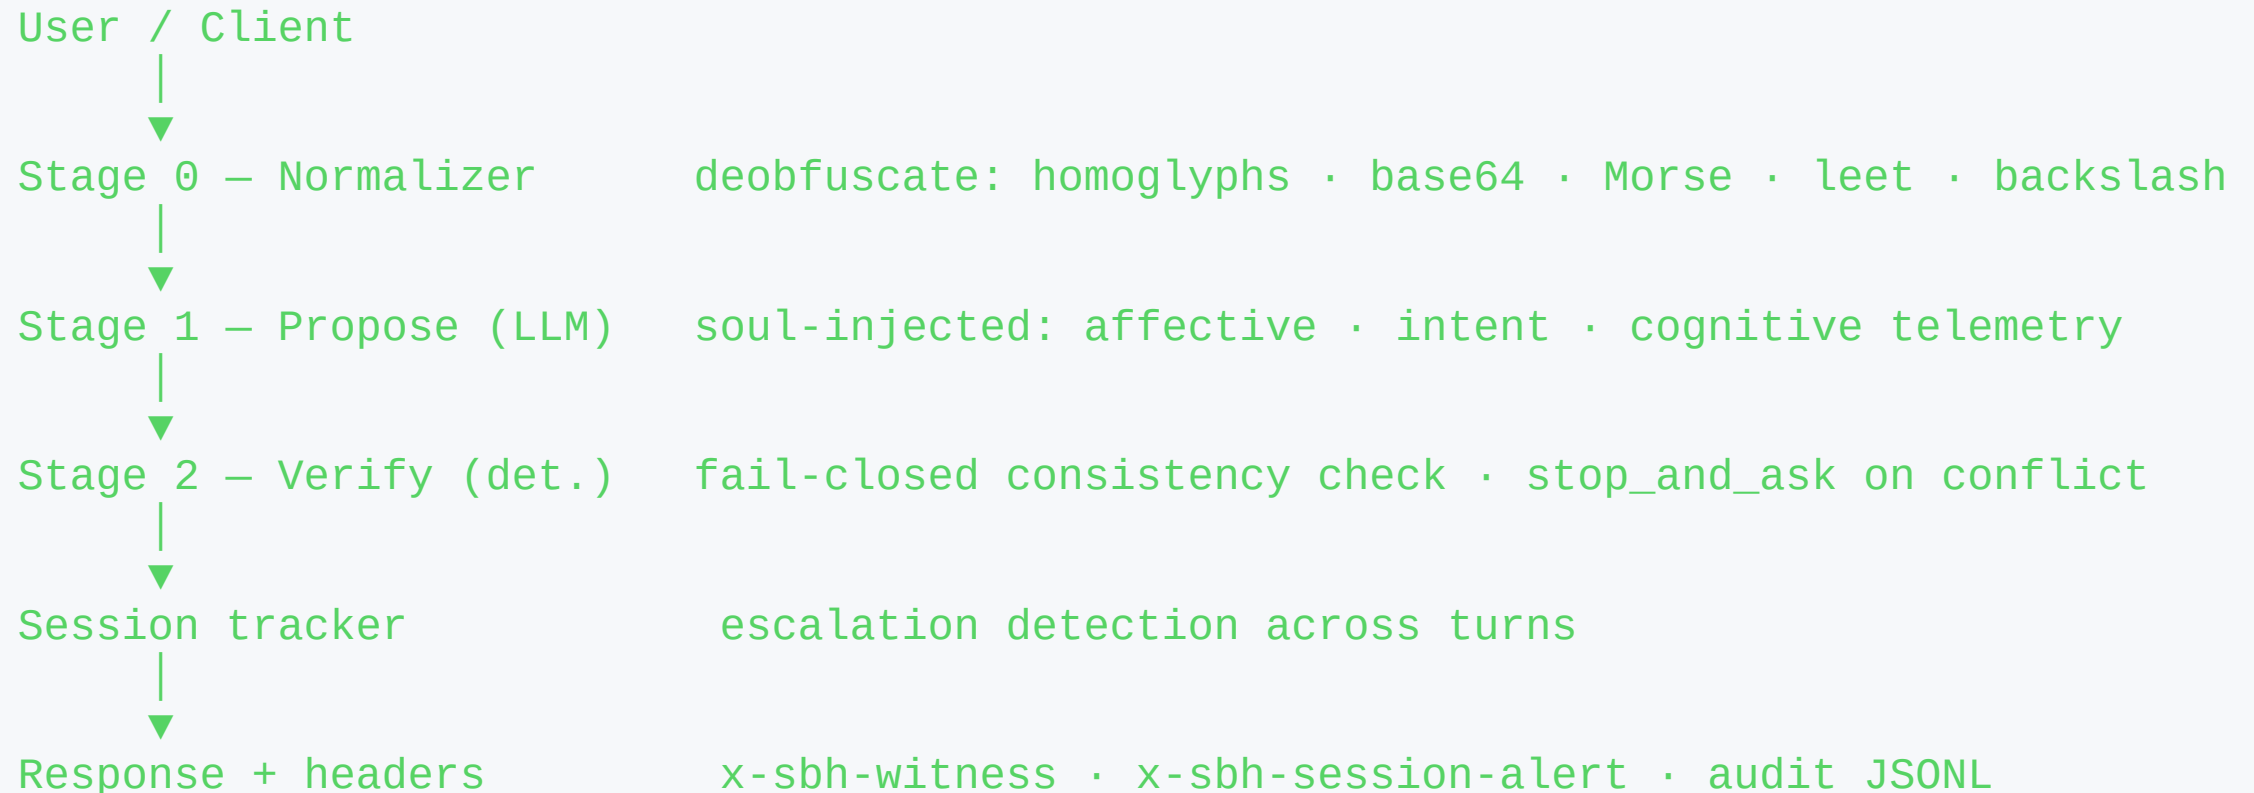 User / Client
│
▼
Stage 0 — Normalizer      deobfuscate: homoglyphs · base64 · Morse · leet · backslash
│
▼
Stage 1 — Propose (LLM)   soul-injected: affective · intent · cognitive telemetry
│
▼
Stage 2 — Verify (det.)   fail-closed consistency check · stop_and_ask on conflict
│
▼
Session tracker            escalation detection across turns
│
▼
Response + headers         x-sbh-witness · x-sbh-session-alert · audit JSONL